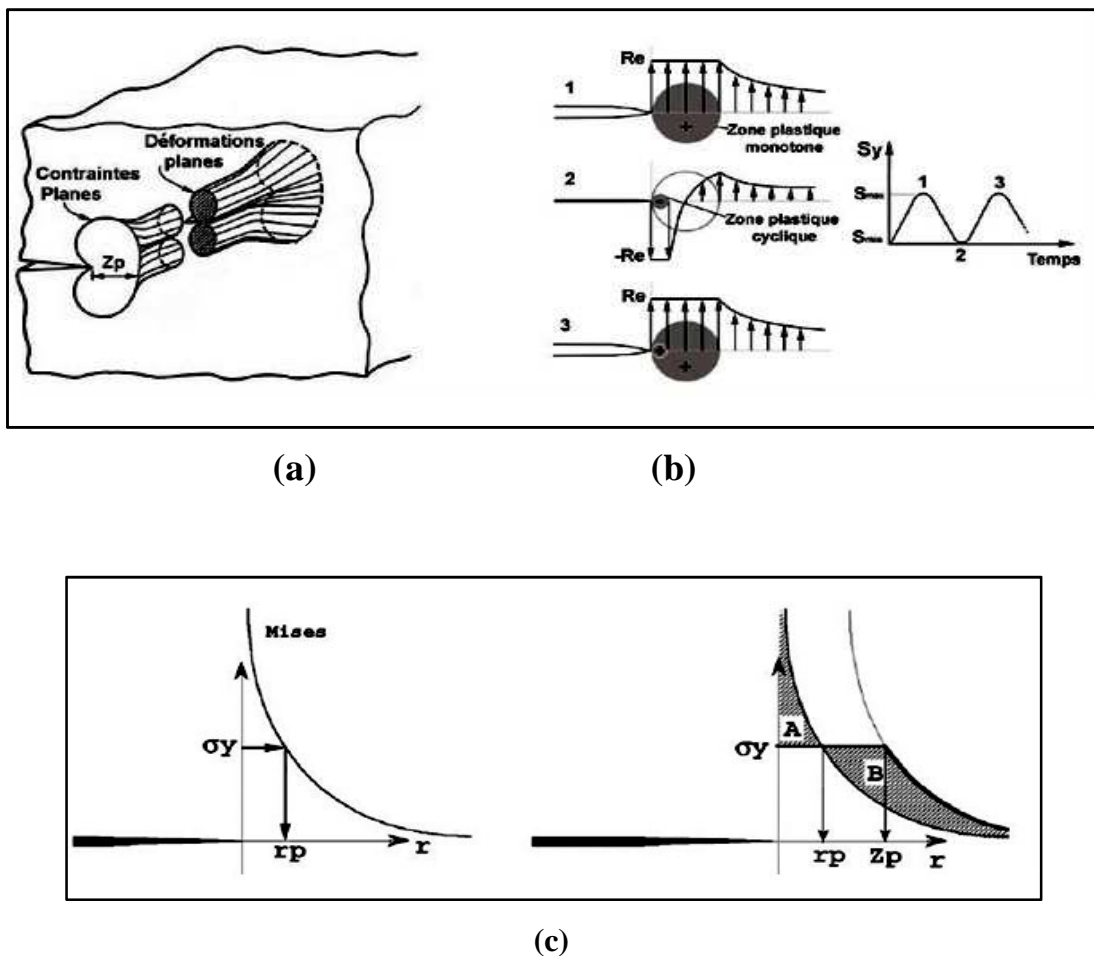 Déformations
planes
Contraintes
Planes
Zp
Re
1
+
Zone plastique
monotone
2
Zone plastique
cyclique
-Re
Re
3
+
Sy
Smax
1
3
2
Temps
(a)
(b)
Mises
σy
rp
r
A
σy
B
rp
Zp
r
(c)